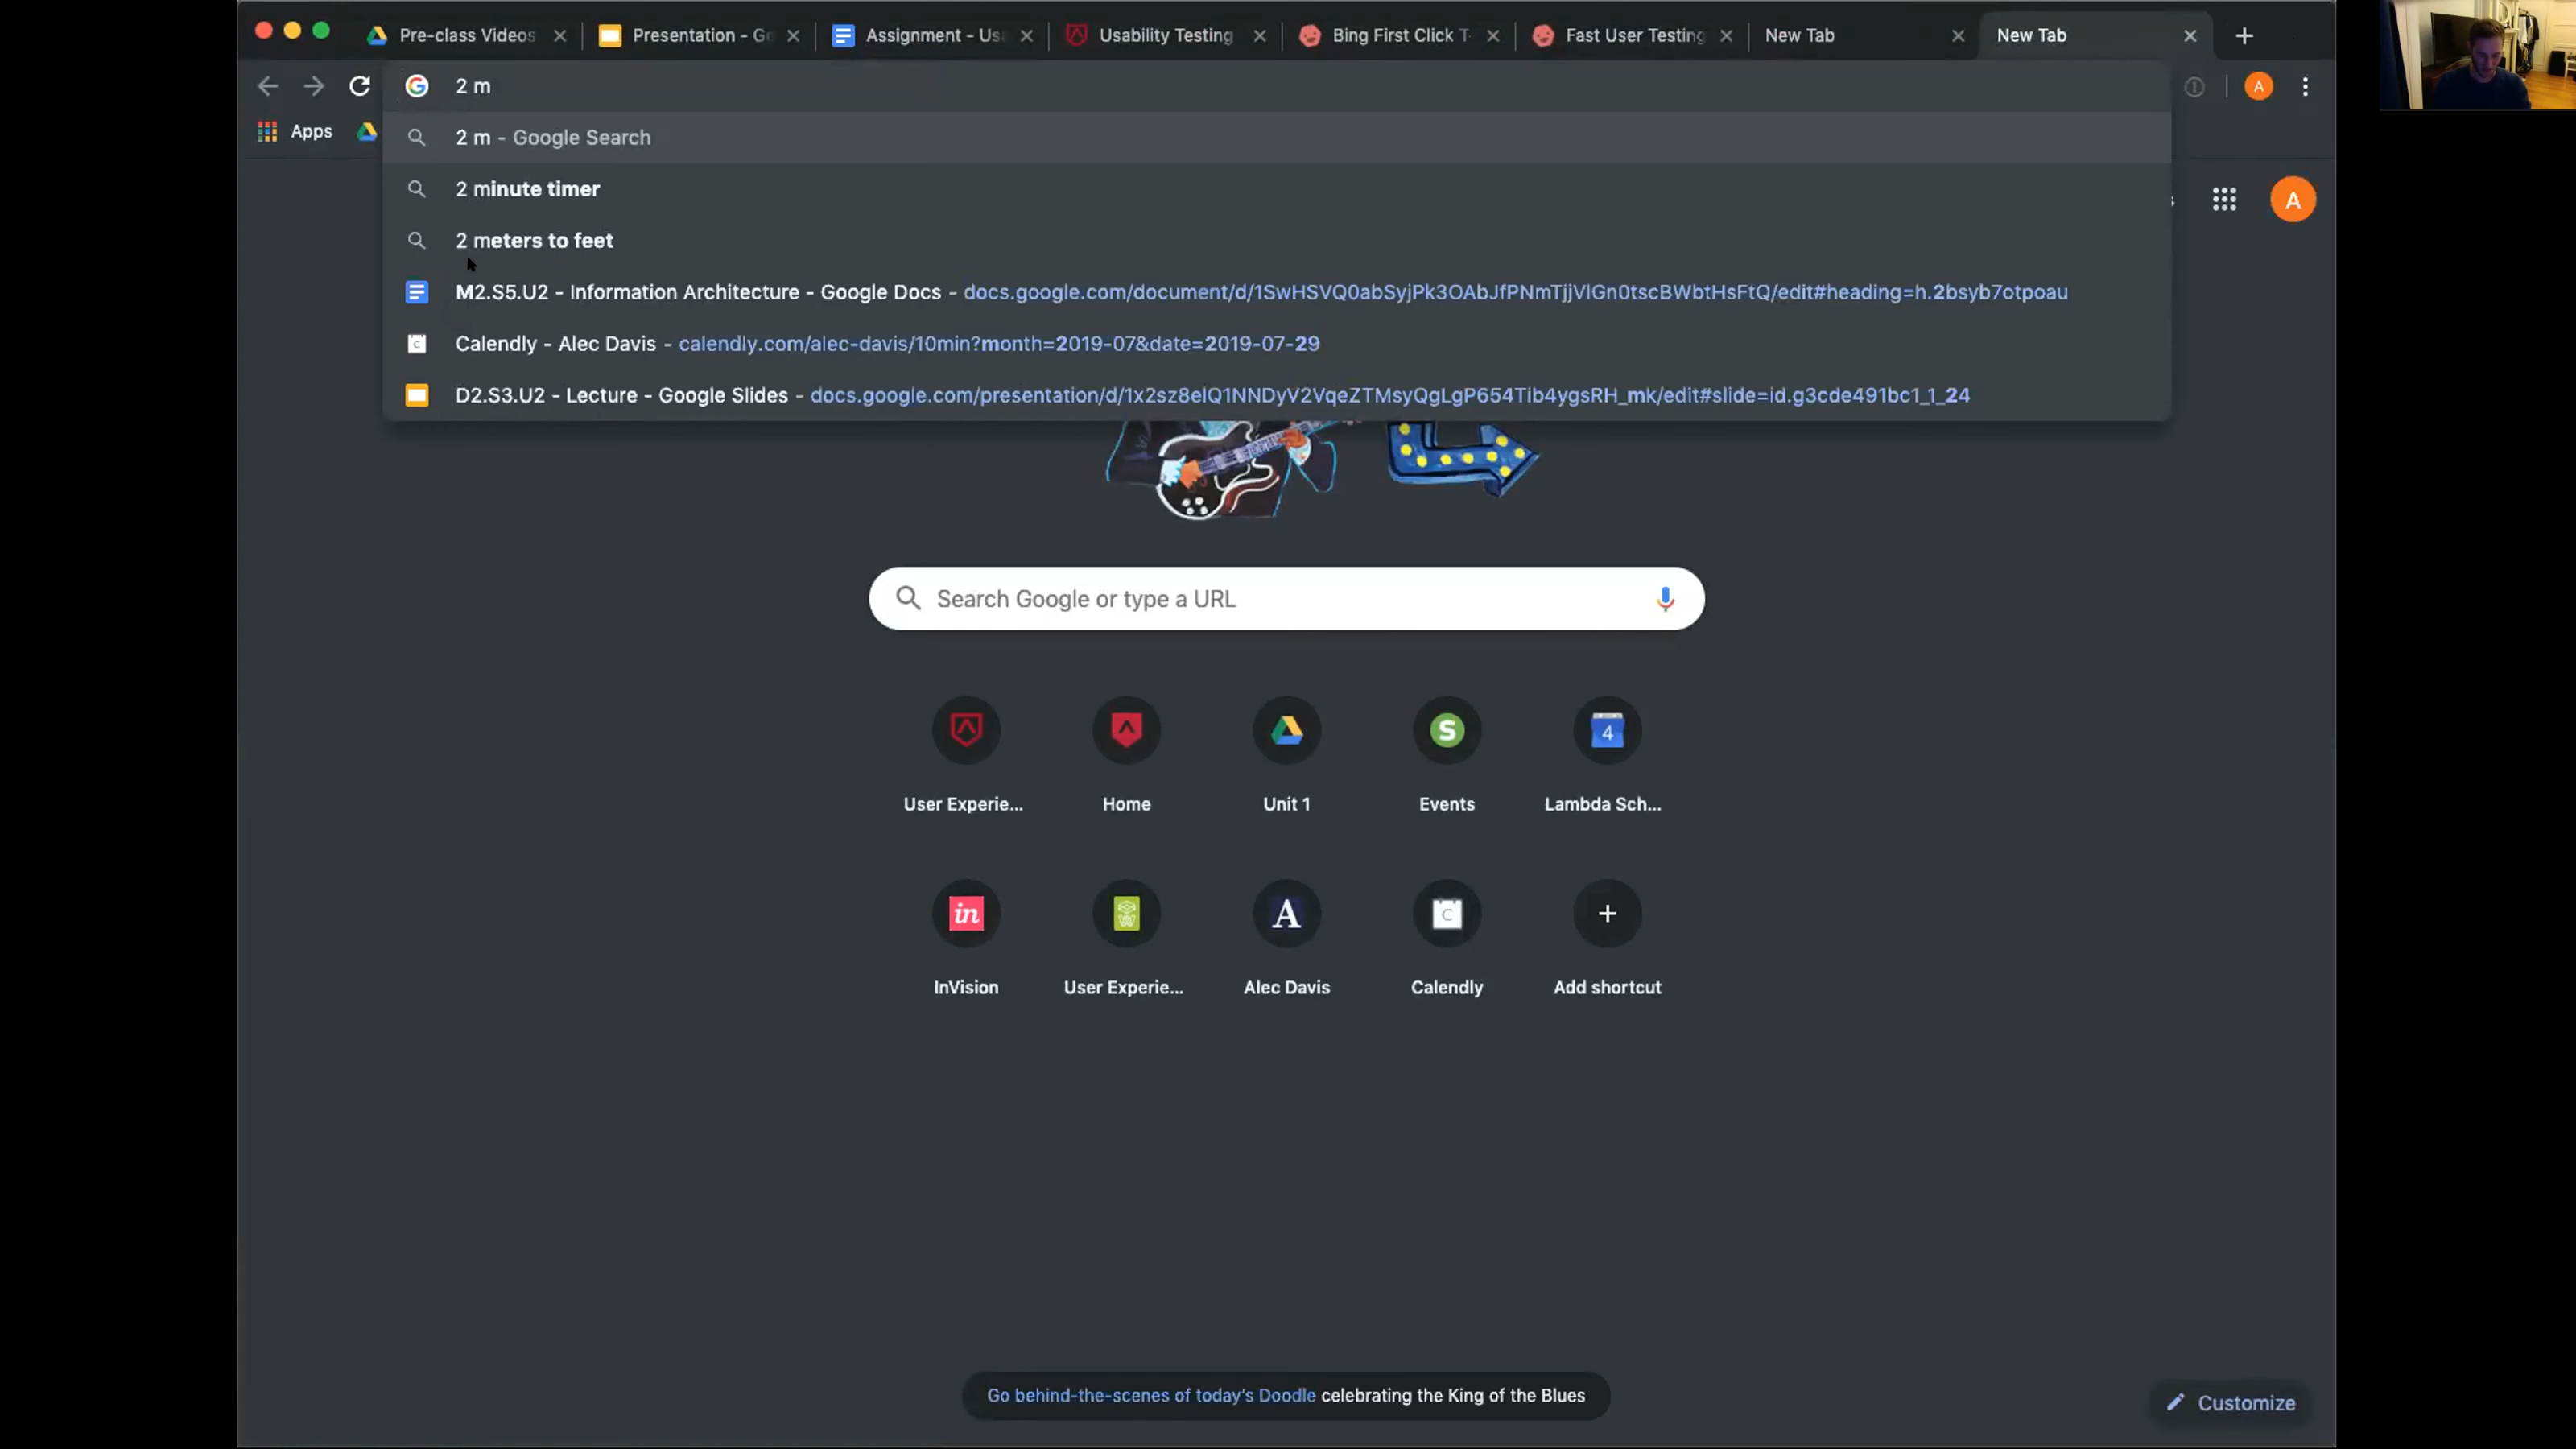 Pre-class Videos
Presentation - Go
Assignment - Usa
Usability Testing
Bing First Click T
Fast User Testing
New Tab
New Tab
2 m
A
Apps
2 m - Google Search
2 minute timer
2 meters to feet
M2.S5.U2 - Information Architecture - Google Docs - docs.google.com/document/d/1SwHSVQ0abSyjPk3OAbJfPNmTjjVlGn0tscBWbtHsFtQ/edit#heading=h.2bsyb7otpoau
Calendly - Alec Davis - calendly.com/alec-davis/10min?month=2019-07&date=2019-07-29
D2.S3.U2 - Lecture - Google Slides - docs.google.com/presentation/d/1x2sz8elQ1NNDyV2VqeZTMsyQgLgP654Tib4ygsRH_mk/edit#slide=id.g3cde491bc1_1_24
A
Search Google or type a URL
S
4
User Experie...
Home
Unit 1
Events
Lambda Sch...
in
A
C
InVision
User Experie...
Alec Davis
Calendly
Add shortcut
Go behind-the-scenes of today's Doodle celebrating the King of the Blues
Customize